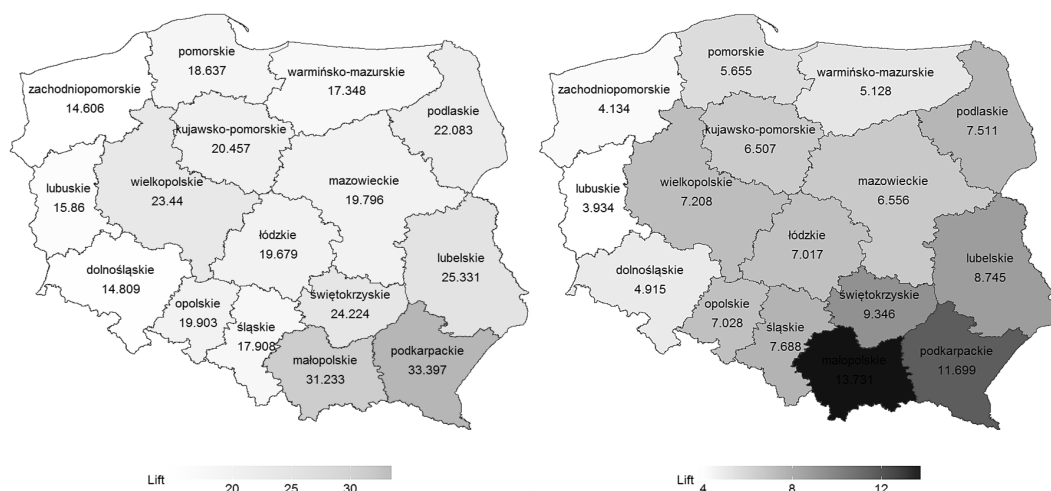 pomorskie
18.637
warmińsko-mazurskie
17.348
zachodniopomorskie
14.606
podlaskie
22.083
kujawsko-pomorskie
20.457
lubuskie
15.86
wielkopolskie
23.44
mazowieckie
19.796
łódzkie
19.679
dolnośląskie
14.809
lubelskie
25.331
opolskie
19.903
świętokrzyskie
24.224
śląskie
17.908
małopolskie
31.233
podkarpackie
33.397
Lift 20 25 30
pomorskie
5.655
warmińsko-mazurskie
5.128
zachodniopomorskie
4.134
podlaskie
7.511
kujawsko-pomorskie
6.507
lubuskie
3.934
wielkopolskie
7.208
mazowieckie
6.556
łódzkie
7.017
dolnośląskie
4.915
lubelskie
8.745
opolskie
7.028
świętokrzyskie
9.346
śląskie
7.688
małopolskie
13.731
podkarpackie
11.699
Lift 4 8 12